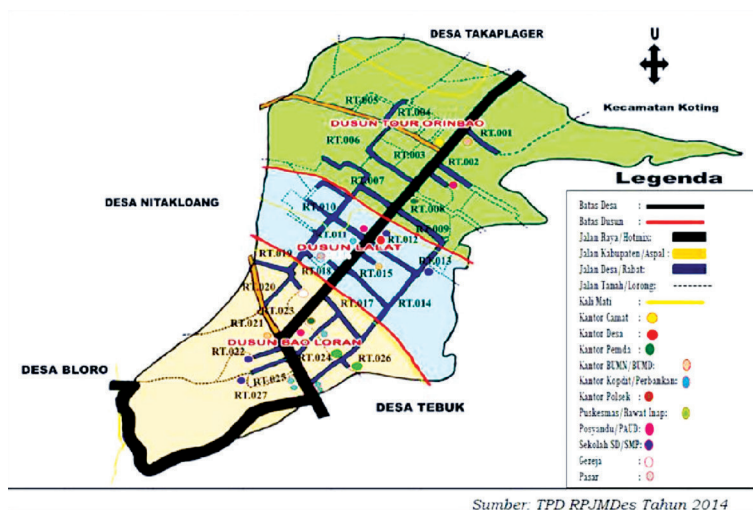 DESA TAKAPLAGER
U
Kecamatan Koting
RT.005
RT.004
DUSUN TOUR ORINBAO
RT.001
RT.006
RT.003
RT.002
RT.007
DESA NITAKLOANG
RT.010
RT.008
RT.009
RT.011
RT.012
DUSUN LALAT
RT.019
RT.013
RT.018
RT.015
RT.020
RT.017
RT.014
RT.023
RT.021
DUSUN BAO LORAN
RT.022
RT.024
RT.026
DESA BLORO
RT.025
RT.027
DESA TEBUK
Legenda
Batas Desa :
Batas Dusun :
Jalan Raya/Hotmix:
Jalan Kabupaten/Aspal :
Jalan Desa/Rabat:
Jalan Tanah/Lorong:
Kali Mati :
Kantor Camat :
Kantor Desa :
Kantor Pemda :
Kantor BUMN/BUMD:
Kantor Kopdit/Perbankan:
Kantor Polsek :
Puskesmas/Rawat Inap:
Posyandu/PAUD:
Sekolah SD/SMP:
Gereja :
Pasar :
Sumber: TPD RPJMDes Tahun 2014